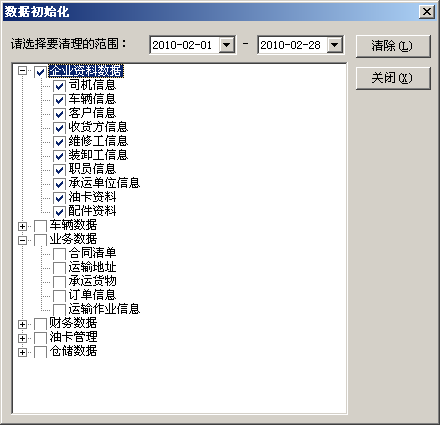 数据初始化
请选择要清理的范围： 2010-02-01 - 2010-02-28 清除(L)
关闭(X)
企业资料数据
司机信息
车辆信息
客户信息
收货方信息
维修工信息
装卸工信息
职员信息
承运单位信息
油卡资料
配件资料
车辆数据
业务数据
合同清单
运输地址
承运货物
订单信息
运输作业信息
财务数据
油卡管理
仓储数据